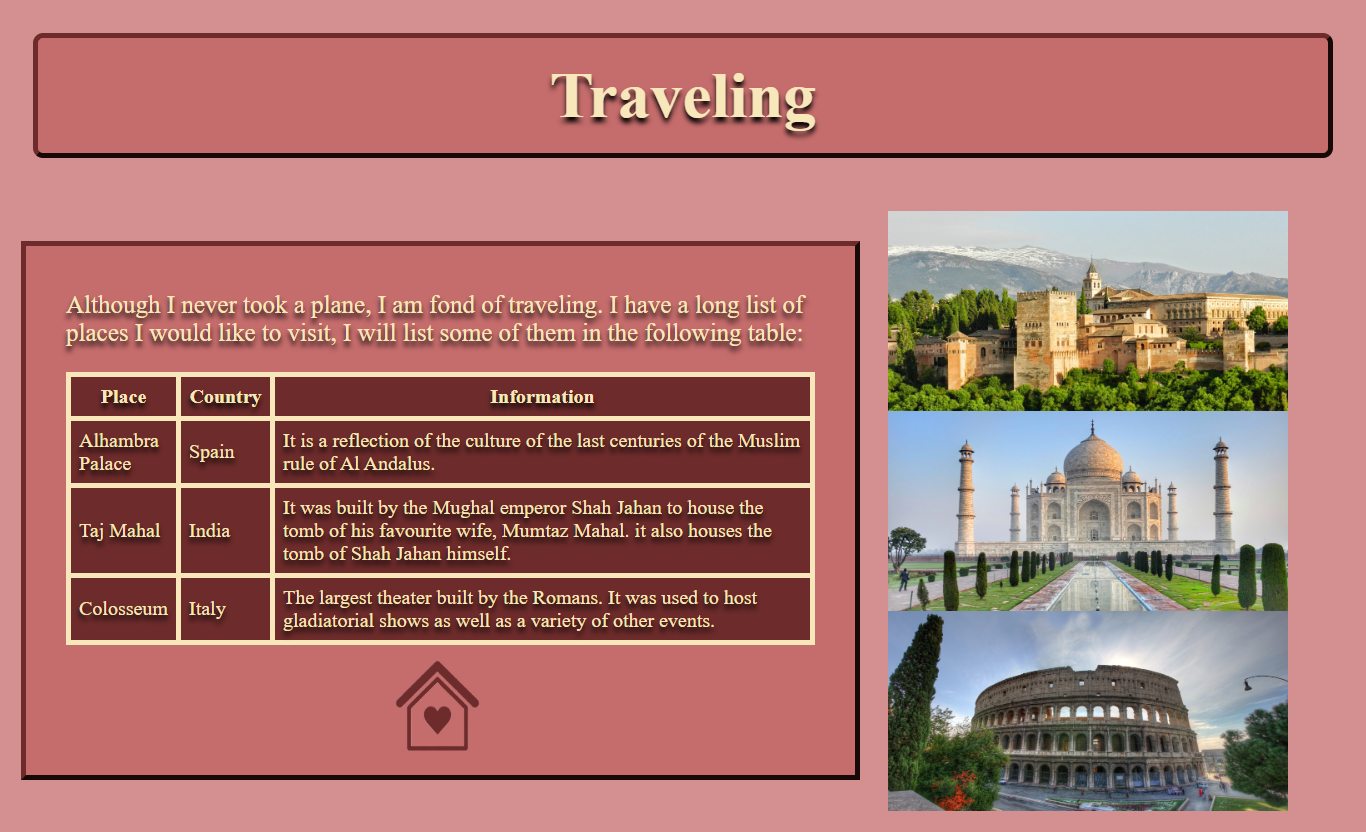 Traveling
Although I never took a plane, I am fond of traveling. I have a long list of
places I would like to visit, I will list some of them in the following table:
Place Country Information
Alhambra
Palace
Spain
It is a reflection of the culture of the last centuries of the Muslim
rule of Al Andalus.
Taj Mahal
India
It was built by the Mughal emperor Shah Jahan to house the
tomb of his favourite wife, Mumtaz Mahal. it also houses the
tomb of Shah Jahan himself.
Colosseum
Italy
The largest theater built by the Romans. It was used to host
gladiatorial shows as well as a variety of other events.